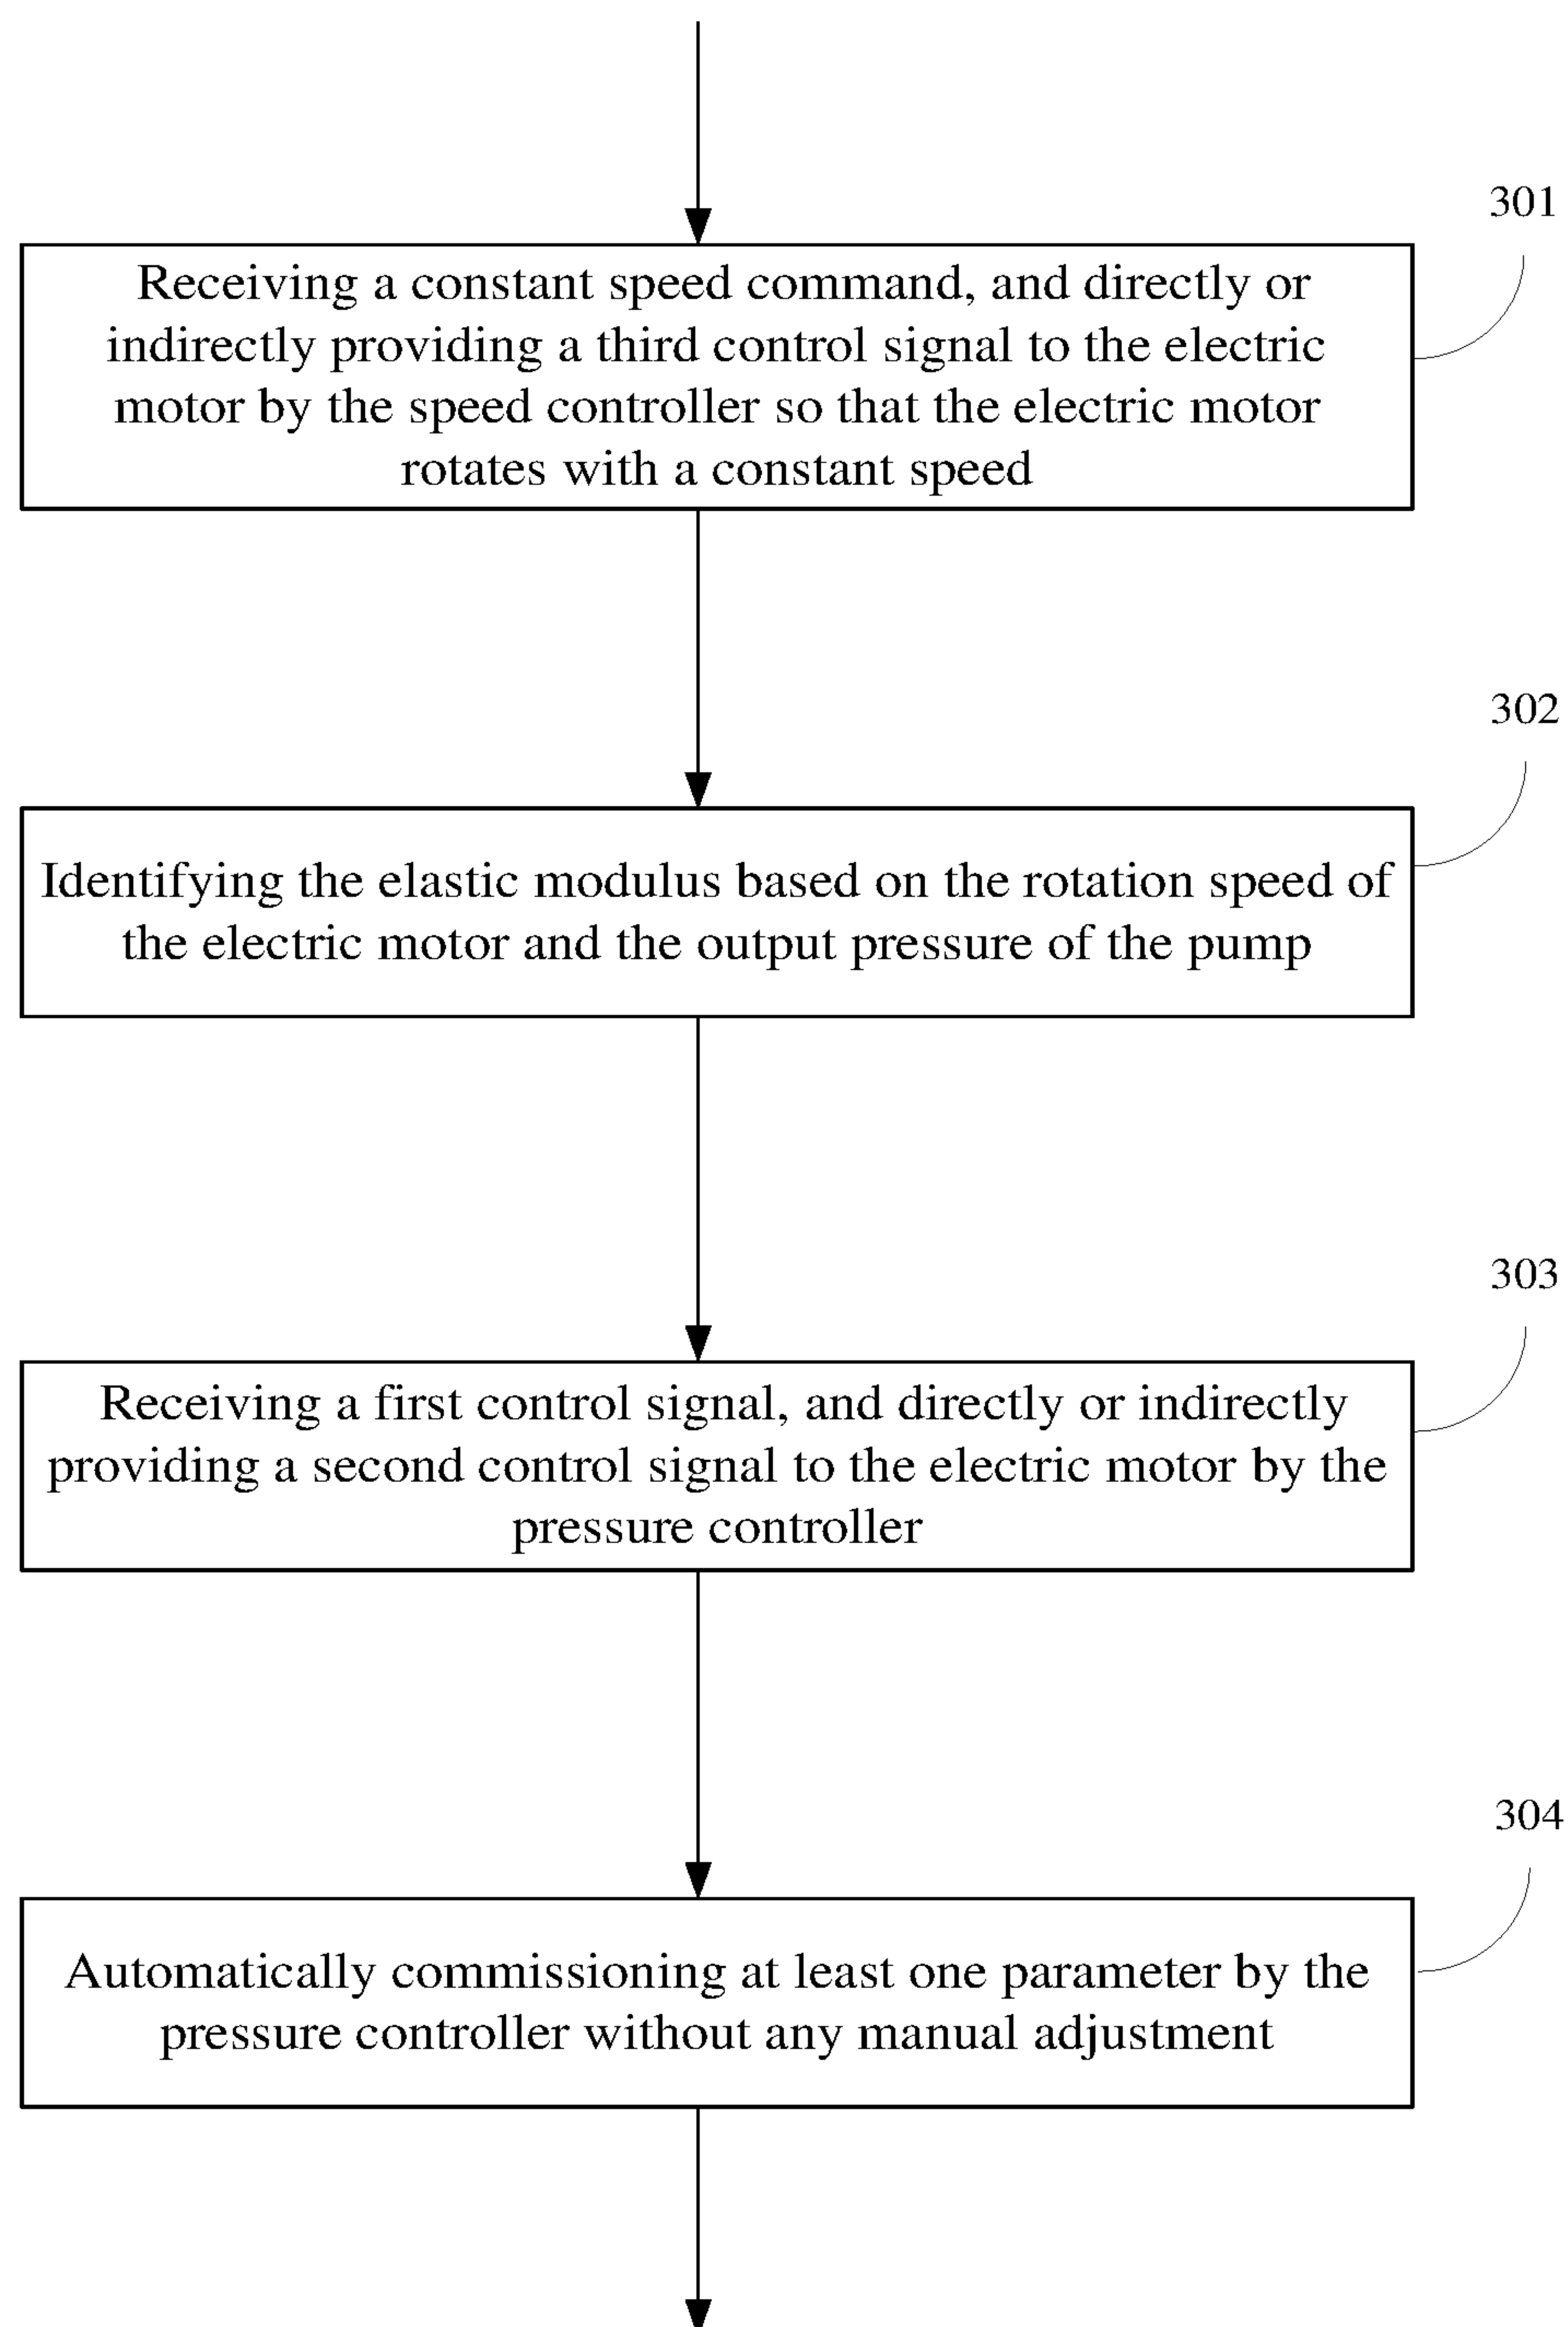 301
Receiving a constant speed command, and directly or
indirectly providing a third control signal to the electric
motor by the speed controller so that the electric motor
rotates with a constant speed
302
Identifying the elastic modulus based on the rotation speed of
the electric motor and the output pressure of the pump
303
Receiving a first control signal, and directly or indirectly
providing a second control signal to the electric motor by the
pressure controller
304
Automatically commissioning at least one parameter by the
pressure controller without any manual adjustment